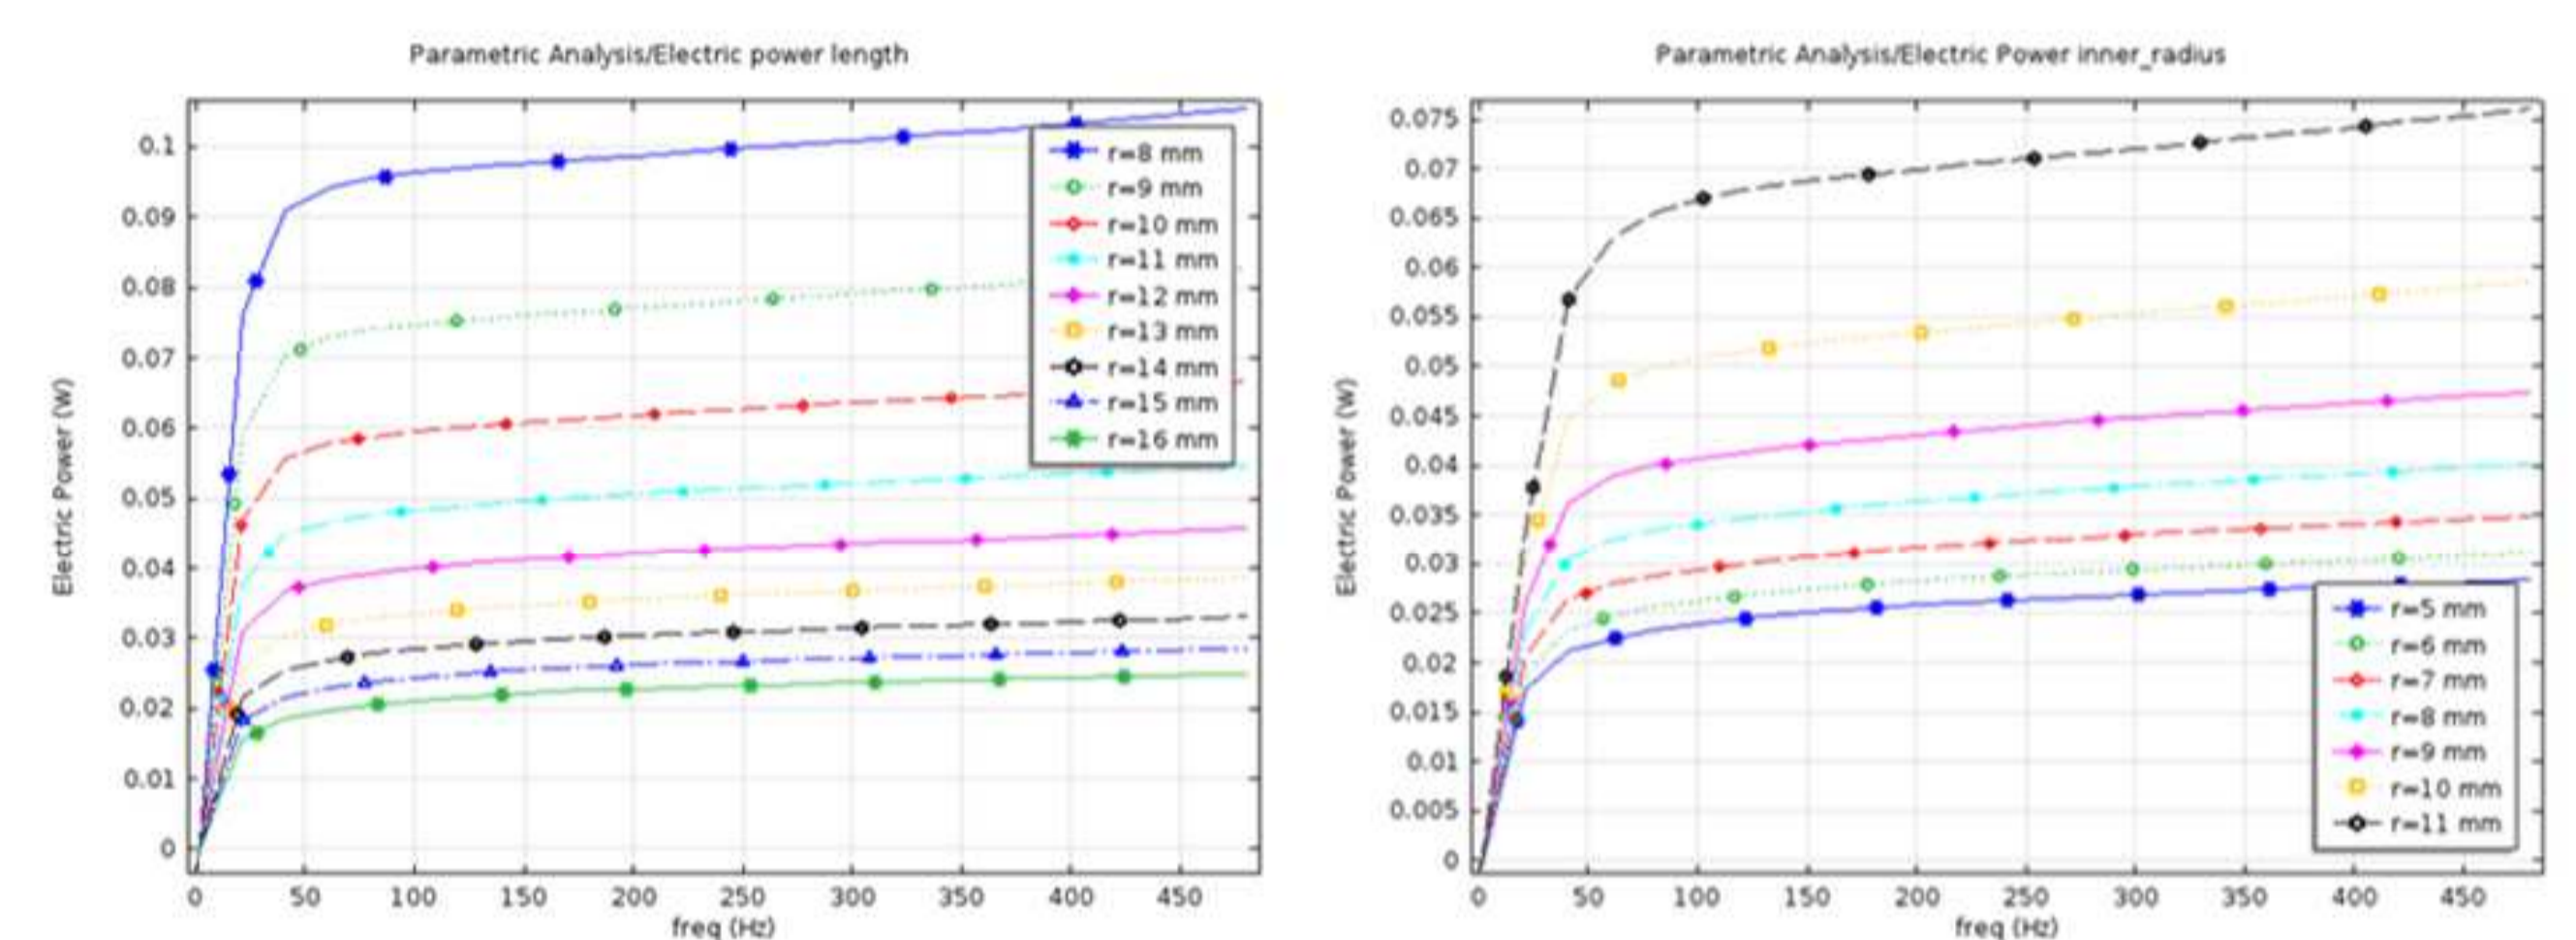 Parametric Analysis/Electric power length
0.1
0.09
0.08
0.07
0.06
0.05
0.04
0.03
0.02
0.01
0
Electric Power (W)
r=8 mm
r=9 mm
r=10 mm
r=11 mm
r=12 mm
r=13 mm
r=14 mm
r=15 mm
r=16 mm
0 50 100 150 200 250 300 350 400 450
freq (Hz)
Parametric Analysis/Electric Power inner_radius
0.075
0.07
0.065
0.06
0.055
0.05
0.045
0.04
0.035
0.03
0.025
0.02
0.015
0.01
0.005
0
Electric Power (W)
r=5 mm
r=6 mm
r=7 mm
r=8 mm
r=9 mm
r=10 mm
r=11 mm
0 50 100 150 200 250 300 350 400 450
freq (Hz)